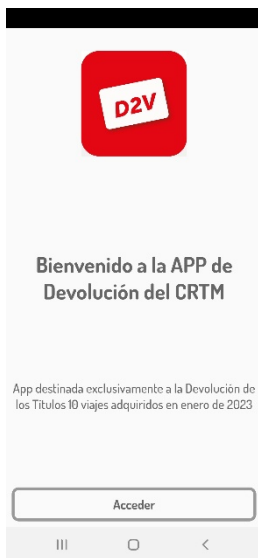 D2V
Bienvenido a la APP de
Devolución del CRTM
App destinada exclusivamente a la Devolución de
los Títulos 10 viajes adquiridos en enero de 2023
Acceder